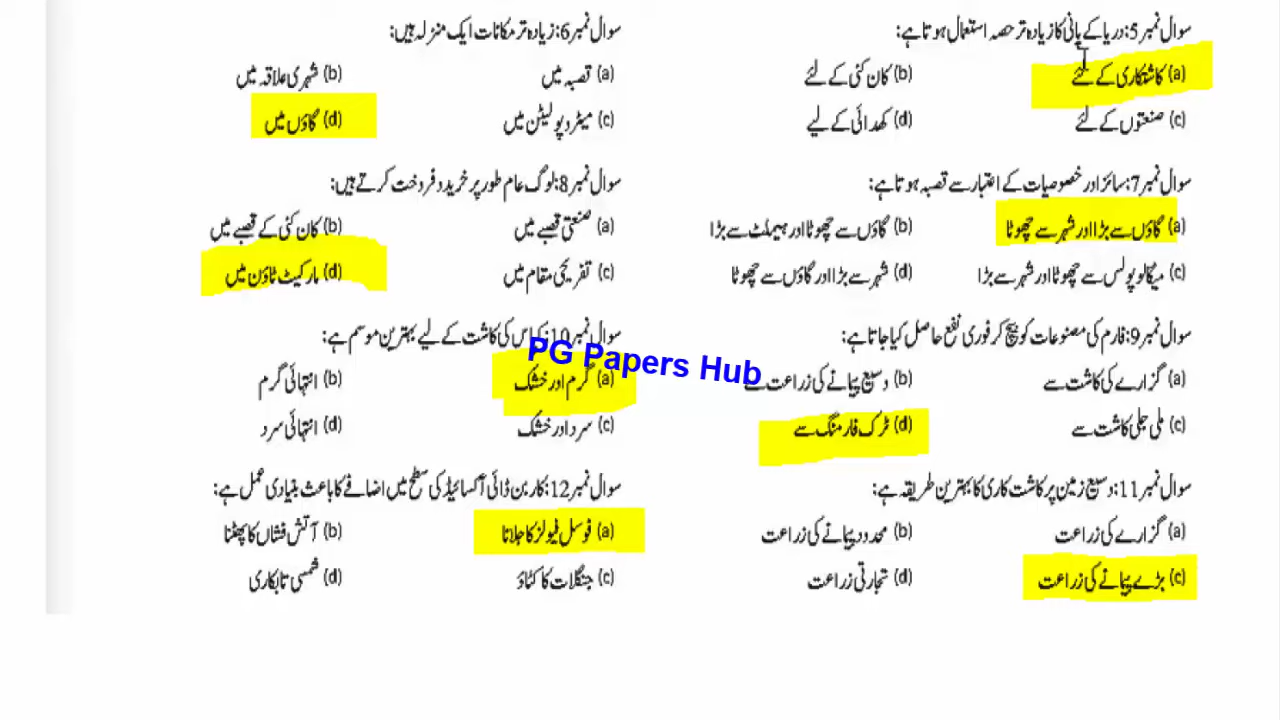 سوال نمبر5: دریا کے پانی کا زیادہ تر حصہ استعمال ہوتا ہے:
(a) کاشتکاری کے لئے (b) کان کنی کے لئے
(c) صنعتوں کے لئے (d) کھدائی کے لیے
سوال نمبر6: زیادہ تر مکانات ایک منزلہ ہیں:
(a) قصبہ میں (b) شہری علاقہ میں
(c) میٹروپولیٹن میں (d) گاؤں میں
سوال نمبر7: سائز اور خصوصیات کے اعتبار سے قصبہ ہوتا ہے:
(a) گاؤں سے بڑا اور شہر سے چھوٹا (b) گاؤں سے چھوٹا اور ہیملٹ سے بڑا
(c) میگالوپولس سے چھوٹا اور شہر سے بڑا (d) شہر سے بڑا اور گاؤں سے چھوٹا
سوال نمبر8: لوگ عام طور پر خرید و فروخت کرتے ہیں:
(a) صنعتی قصبے میں (b) کان کنی کے قصبے میں
(c) تفریحی مقام میں (d) مارکیٹ ٹاؤن میں
سوال نمبر9: فارم کی مصنوعات کو بیچ کر فوری نفع حاصل کیا جاتا ہے:
(a) گزارے کی کاشت سے (b) وسیع پیمانے کی زراعت سے
(c) ملی جلی کاشت سے (d) ٹرک فارمنگ سے
سوال نمبر10: کپاس کی کاشت کے لیے بہترین موسم ہے:
(a) گرم اور خشک (b) انتہائی گرم
(c) سرد اور خشک (d) انتہائی سرد
PG Papers Hub
سوال نمبر11: وسیع زمین پر کاشت کاری کا بہترین طریقہ ہے:
(a) گزارے کی زراعت (b) محدود پیمانے کی زراعت
(c) بڑے پیمانے کی زراعت (d) تجارتی زراعت
سوال نمبر12: کاربن ڈائی آکسائیڈ کی سطح میں اضافے کا باعث بنیادی عمل ہے:
(a) فوسل فیولز کا جلانا (b) آتش فشاں کا پھٹنا
(c) جنگلات کا کٹاؤ (d) شمسی تابکاری